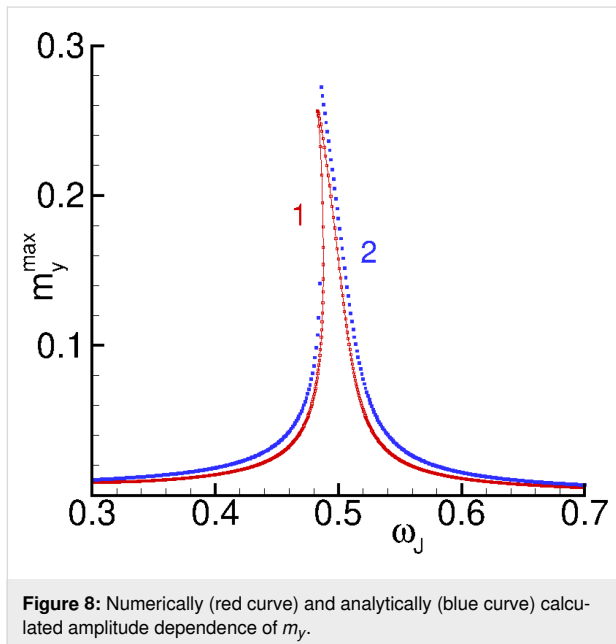 0.3
0.2
0.1
m_y^max
1
2
0.3 0.4 0.5 0.6 0.7
ω_J
Figure 8: Numerically (red curve) and analytically (blue curve) calcu-
lated amplitude dependence of m_y.